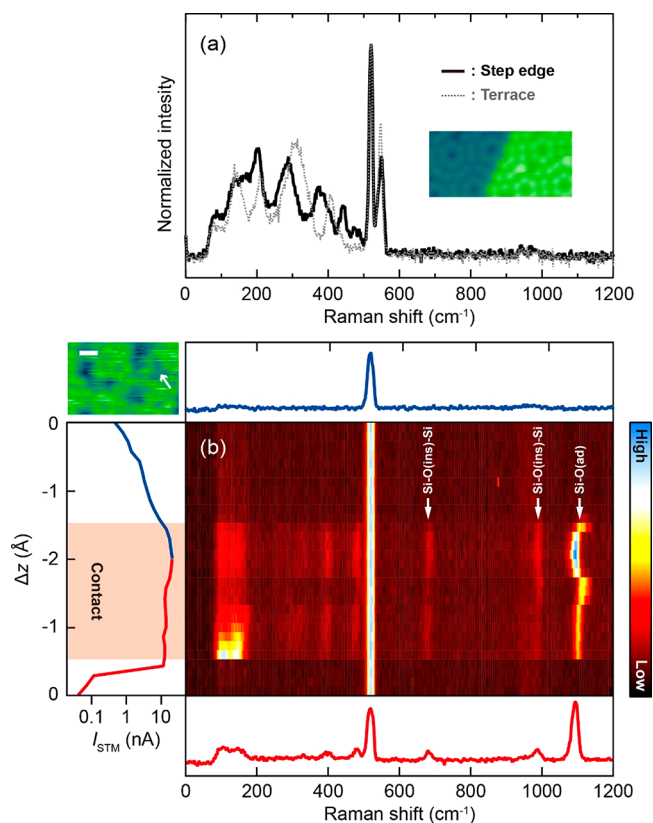 (a)
: Step edge
: Terrace
Normalized intesity
0 200 400 600 800 1000 1200
Raman shift (cm⁻¹)
(b)
Si-O(ins)-Si
Si-O(ins)-Si
Si-O(ad)
High
Low
0
-1
-2
-1
0
Δz (Å)
Contact
0.1 1 10
I_STM (nA)
0 200 400 600 800 1000 1200
Raman shift (cm⁻¹)